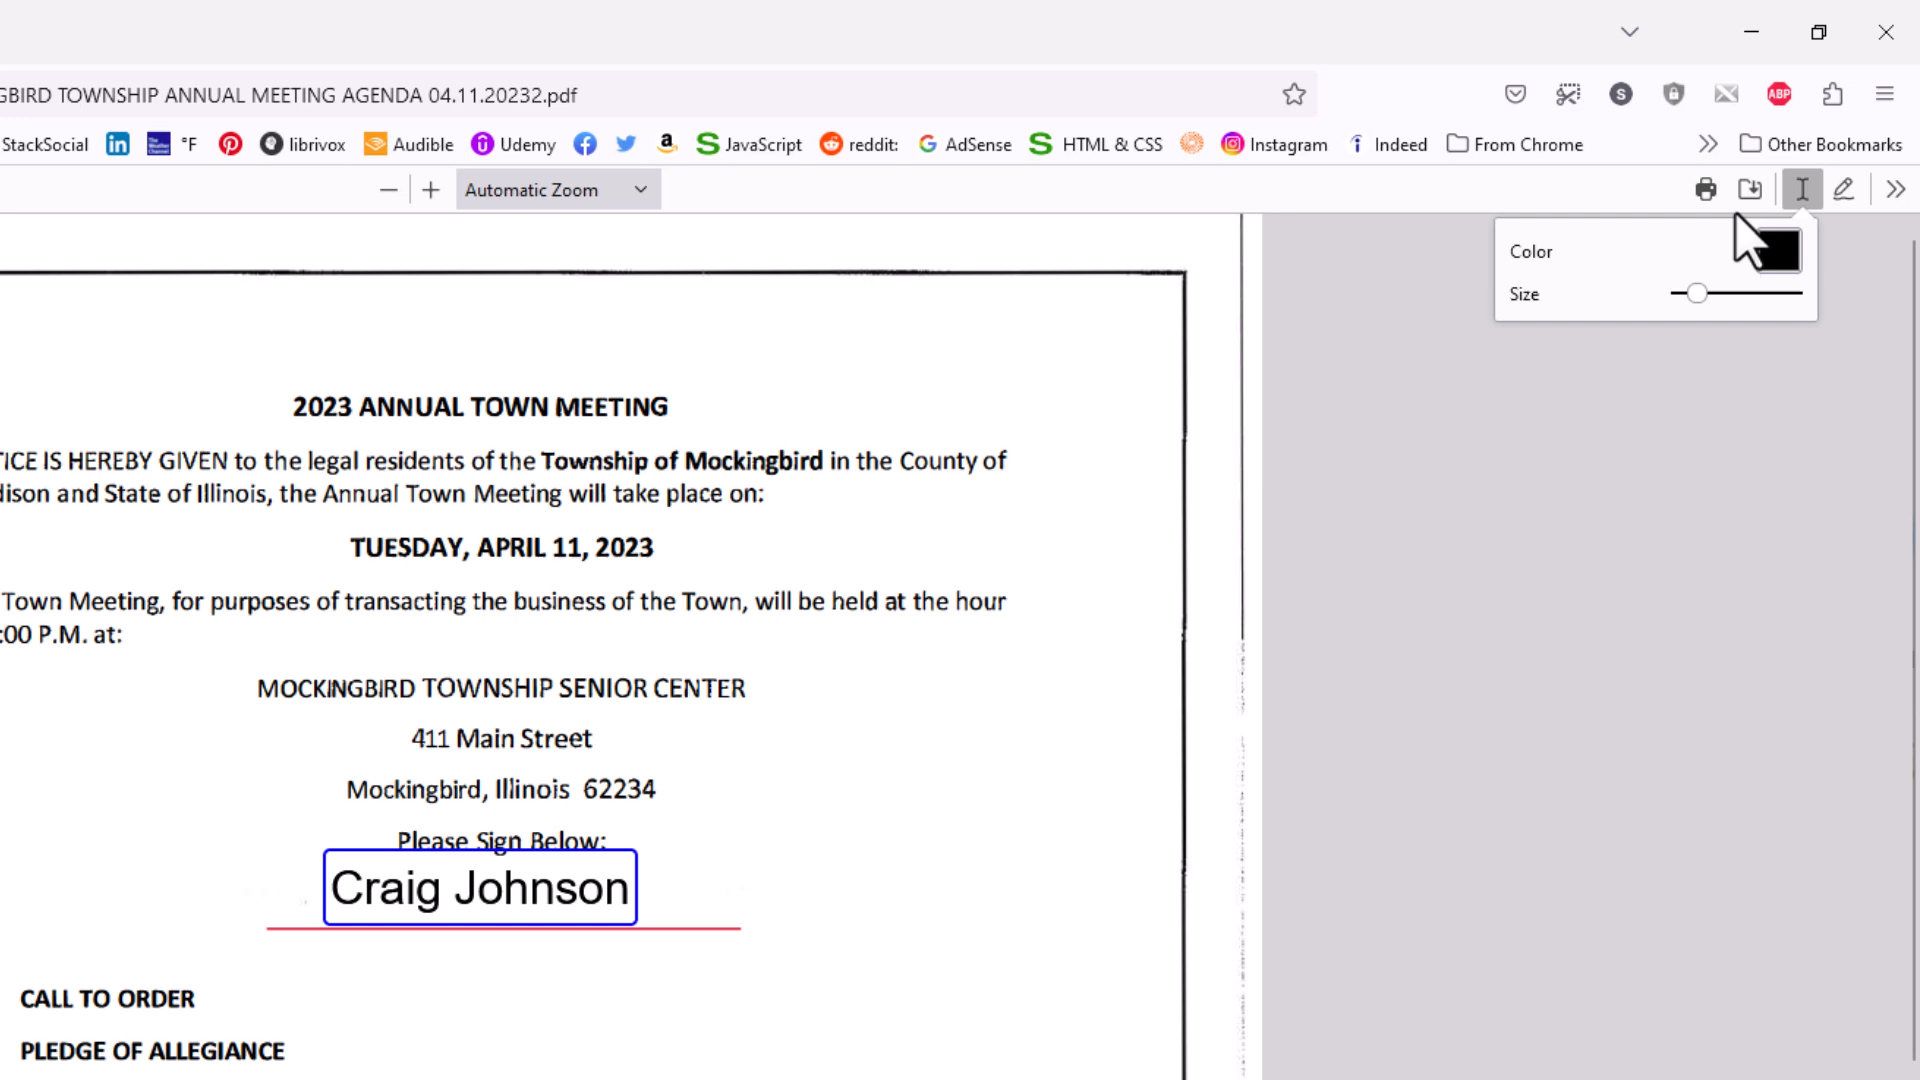 GBIRD TOWNSHIP ANNUAL MEETING AGENDA 04.11.20232.pdf
S
ABP
StackSocial
in
°F
librivox
Audible
Udemy
a
S JavaScript
reddit:
G AdSense
S HTML & CSS
Instagram
Indeed
From Chrome
Other Bookmarks
Automatic Zoom
Color
Size
2023 ANNUAL TOWN MEETING
TICE IS HEREBY GIVEN to the legal residents of the Township of Mockingbird in the County of
dison and State of Illinois, the Annual Town Meeting will take place on:
TUESDAY, APRIL 11, 2023
Town Meeting, for purposes of transacting the business of the Town, will be held at the hour
:00 P.M. at:
MOCKINGBIRD TOWNSHIP SENIOR CENTER
411 Main Street
Mockingbird, Illinois 62234
Please Sign Below:
Craig Johnson
CALL TO ORDER
PLEDGE OF ALLEGIANCE